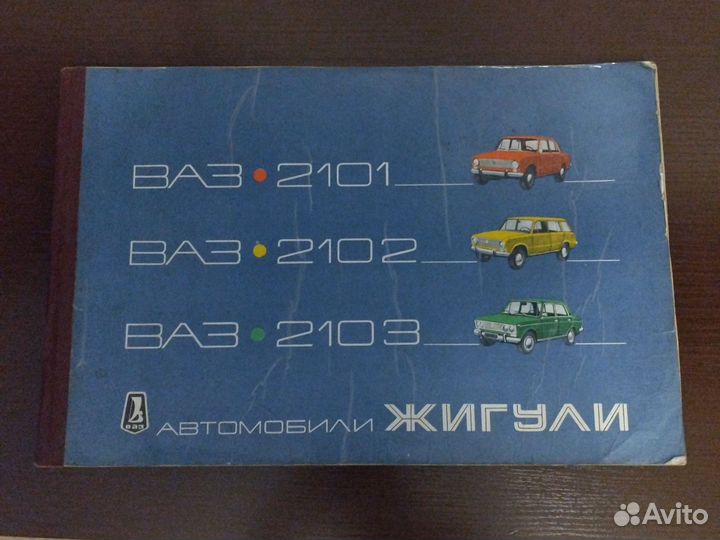 ВАЗ • 2101
ВАЗ • 2102
ВАЗ • 2103
ВАЗ
АВТОМОБИЛИ ЖИГУЛИ
Avito